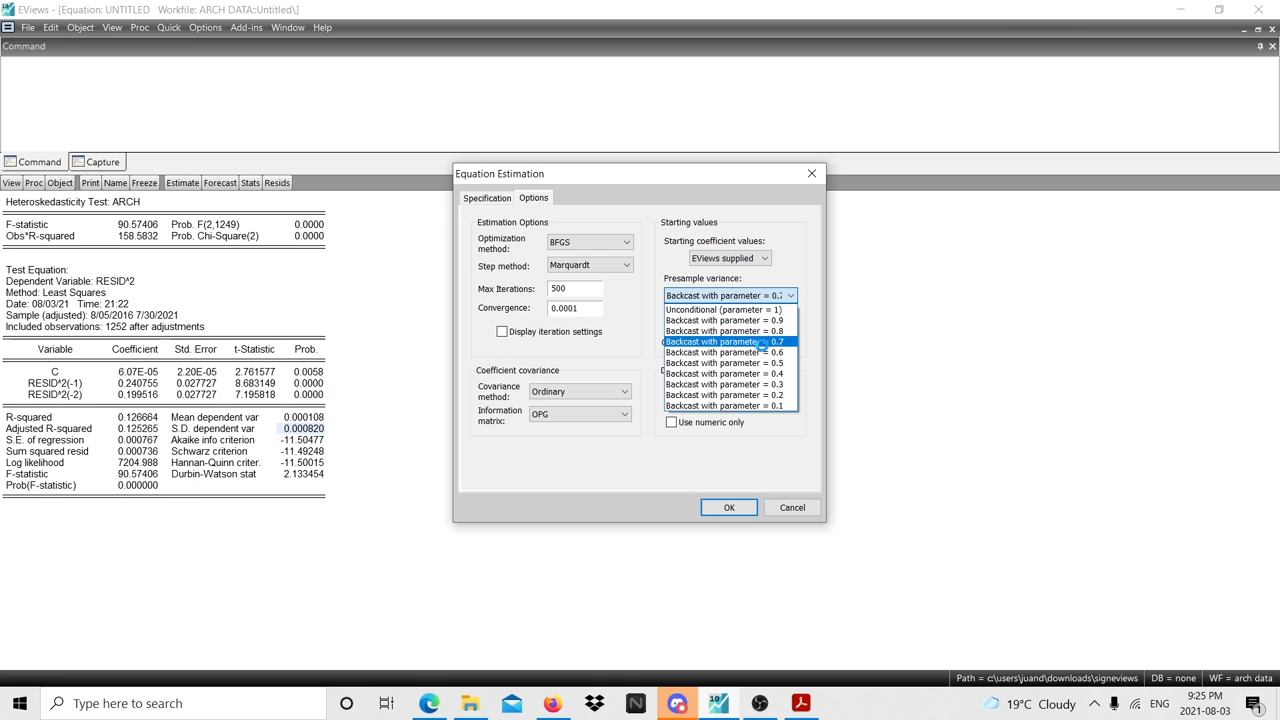 EViews - [Equation: UNTITLED   Workfile: ARCH DATA::Untitled\]
File Edit Object View Proc Quick Options Add-ins Window Help
Command
Command Capture
View Proc Object Print Name Freeze Estimate Forecast Stats Resids
Heteroskedasticity Test: ARCH
F-statistic 90.57406 Prob. F(2,1249) 0.0000
Obs*R-squared 158.5832 Prob. Chi-Square(2) 0.0000
Test Equation:
Dependent Variable: RESID^2
Method: Least Squares
Date: 08/03/21 Time: 21:22
Sample (adjusted): 8/05/2016 7/30/2021
Included observations: 1252 after adjustments
Variable Coefficient Std. Error t-Statistic Prob.
C 6.07E-05 2.20E-05 2.761577 0.0058
RESID^2(-1) 0.240755 0.027727 8.683149 0.0000
RESID^2(-2) 0.199516 0.027727 7.195818 0.0000
R-squared 0.126664 Mean dependent var 0.000108
Adjusted R-squared 0.125265 S.D. dependent var 0.000820
S.E. of regression 0.000767 Akaike info criterion -11.50477
Sum squared resid 0.000736 Schwarz criterion -11.49248
Log likelihood 7204.988 Hannan-Quinn criter. -11.50015
F-statistic 90.57406 Durbin-Watson stat 2.133454
Prob(F-statistic) 0.000000
Equation Estimation
Specification Options
Estimation Options
Optimization method: BFGS
Step method: Marquardt
Max Iterations: 500
Convergence: 0.0001
Display iteration settings
Coefficient covariance
Covariance method: Ordinary
Information matrix: OPG
Starting values
Starting coefficient values:
EViews supplied
Presample variance:
Backcast with parameter = 0.7
Unconditional (parameter = 1)
Backcast with parameter = 0.9
Backcast with parameter = 0.8
Backcast with parameter = 0.7
Backcast with parameter = 0.6
Backcast with parameter = 0.5
Backcast with parameter = 0.4
Backcast with parameter = 0.3
Backcast with parameter = 0.2
Backcast with parameter = 0.1
Use numeric only
OK Cancel
Path = c:\users\juand\downloads\signeviews DB = none WF = arch data
Type here to search
19°C Cloudy ENG 9:25 PM
2021-08-03